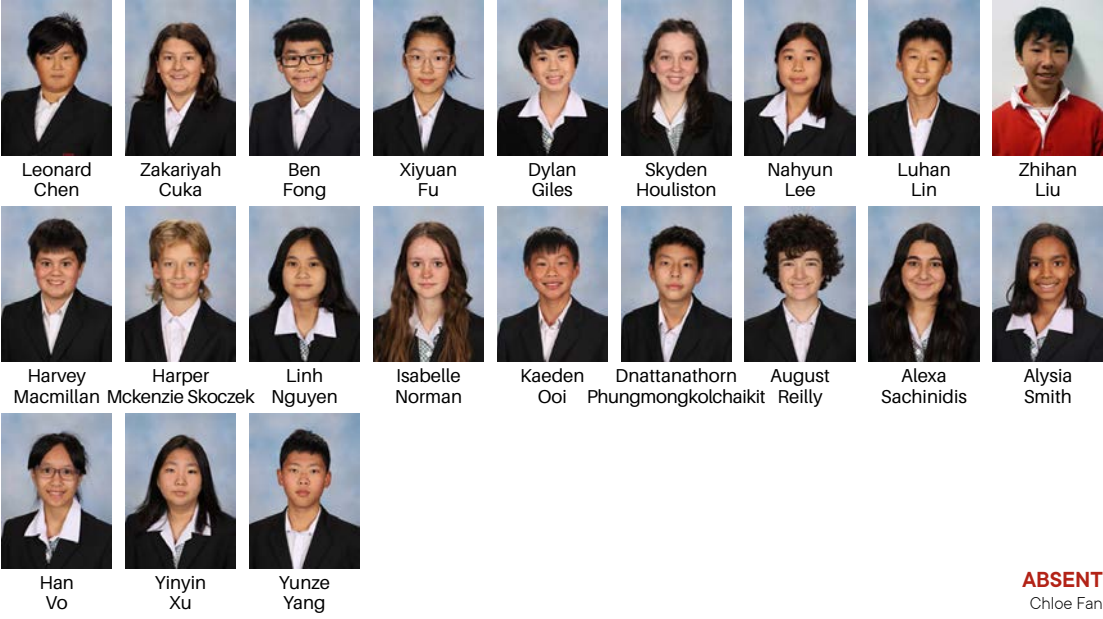 Leonard
Chen
Zakariyah
Cuka
Ben
Fong
Xiyuan
Fu
Dylan
Giles
Skyden
Houliston
Nahyun
Lee
Luhan
Lin
Zhihan
Liu
Harvey
Macmillan
Harper
Mckenzie Skoczek
Linh
Nguyen
Isabelle
Norman
Kaeden
Ooi
Dnattanathorn
Phungmongkolchaikit
August
Reilly
Alexa
Sachinidis
Alysia
Smith
Han
Vo
Yinyin
Xu
Yunze
Yang
ABSENT
Chloe Fan